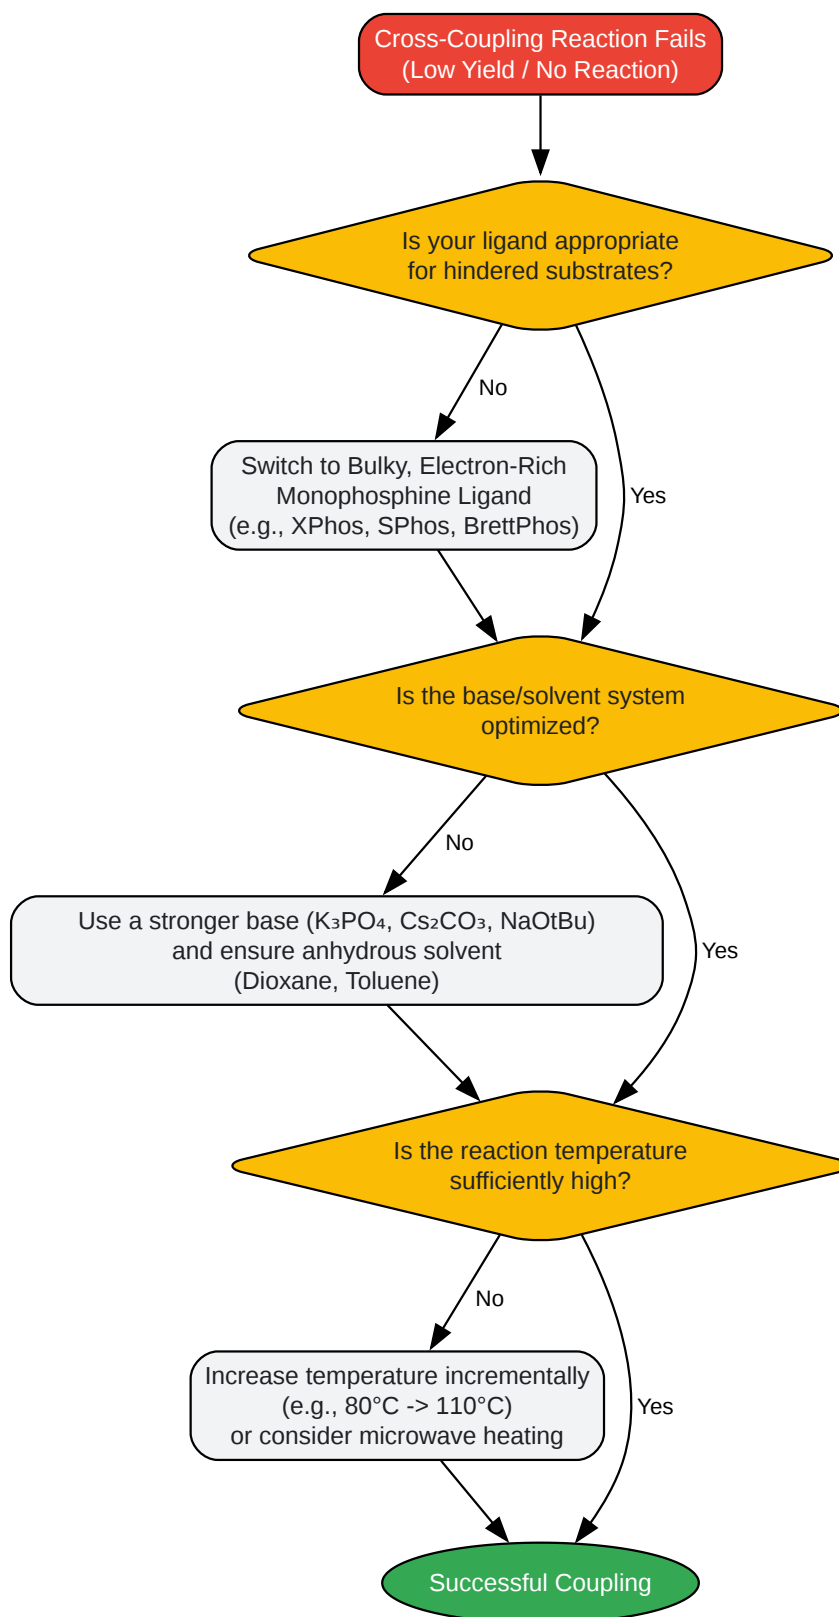 Cross-Coupling Reaction Fails
(Low Yield / No Reaction)
Is your ligand appropriate
for hindered substrates?
No
Yes
Switch to Bulky, Electron-Rich
Monophosphine Ligand
(e.g., XPhos, SPhos, BrettPhos)
Is the base/solvent system
optimized?
No
Yes
Use a stronger base (K₃PO₄, Cs₂CO₃, NaOtBu)
and ensure anhydrous solvent
(Dioxane, Toluene)
Is the reaction temperature
sufficiently high?
No
Yes
Increase temperature incrementally
(e.g., 80°C -> 110°C)
or consider microwave heating
Successful Coupling